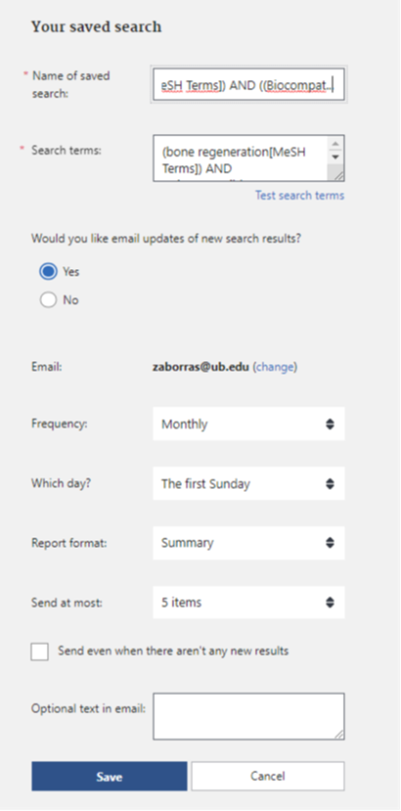 Your saved search
* Name of saved
search:
eSH Terms]) AND ((Biocompat..
* Search terms:
(bone regeneration[MeSH
Terms]) AND
Test search terms
Would you like email updates of new search results?
Yes
No
Email: zaborras@ub.edu (change)
Frequency: Monthly
Which day? The first Sunday
Report format: Summary
Send at most: 5 items
Send even when there aren't any new results
Optional text in email:
Save Cancel